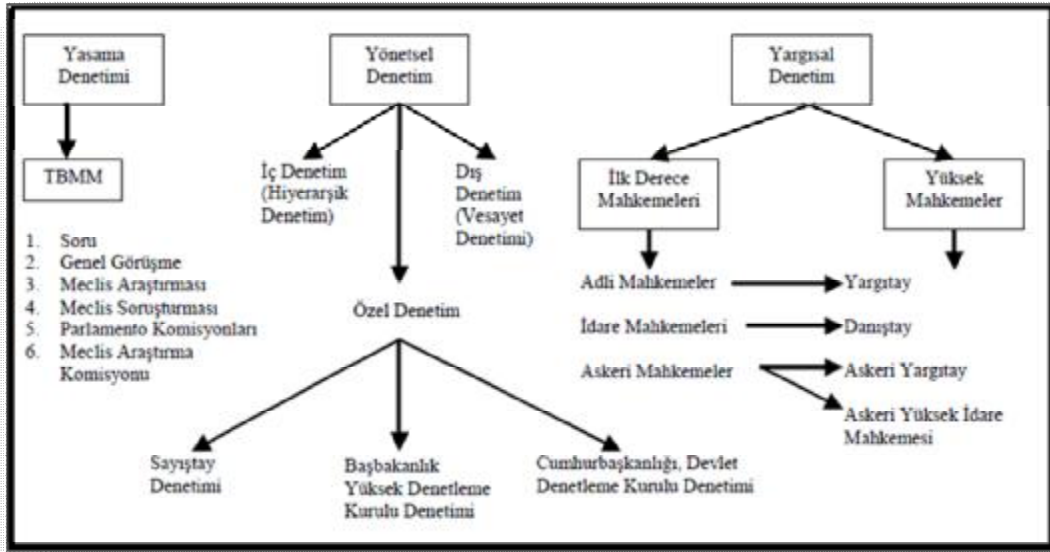 Yasama
Denetimi
TBMM
1. Soru
2. Genel Görüşme
3. Meclis Araştırması
4. Meclis Soruşturması
5. Parlamento Komisyonları
6. Meclis Araştırma
Komisyonu
Yönetsel
Denetim
İç Denetim
(Hiyerarşik
Denetim)
Dış
Denetim
(Vesayet
Denetimi)
Özel Denetim
Sayıştay
Denetimi
Başbakanlık
Yüksek Denetleme
Kurulu Denetimi
Cumhurbaşkanlığı, Devlet
Denetleme Kurulu Denetimi
Yargısal
Denetim
İlk Derece
Mahkemeleri
Yüksek
Mahkemeler
Adli Mahkemeler
Yargıtay
İdare Mahkemeleri
Danıştay
Askeri Mahkemeler
Askeri Yargıtay
Askeri Yüksek İdare
Mahkemesi